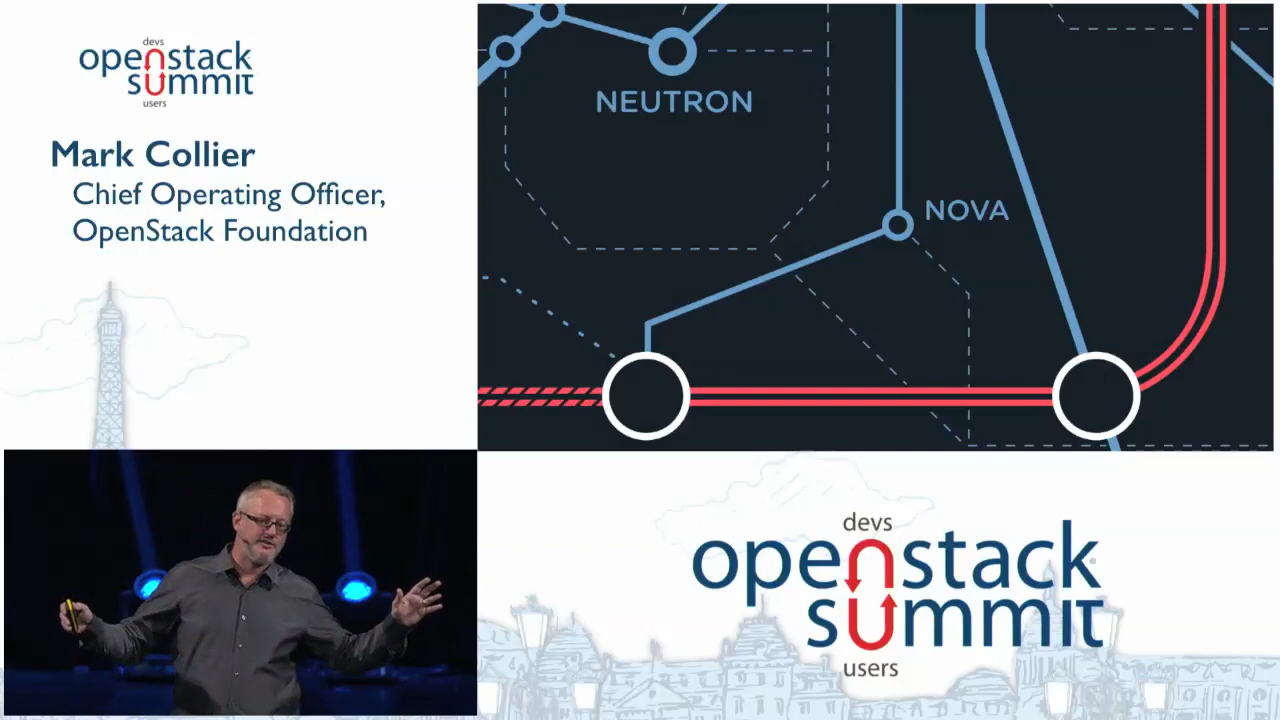 devs
openstack
summit
users
Mark Collier
Chief Operating Officer,
OpenStack Foundation
NEUTRON
NOVA
devs
openstack
summit
users